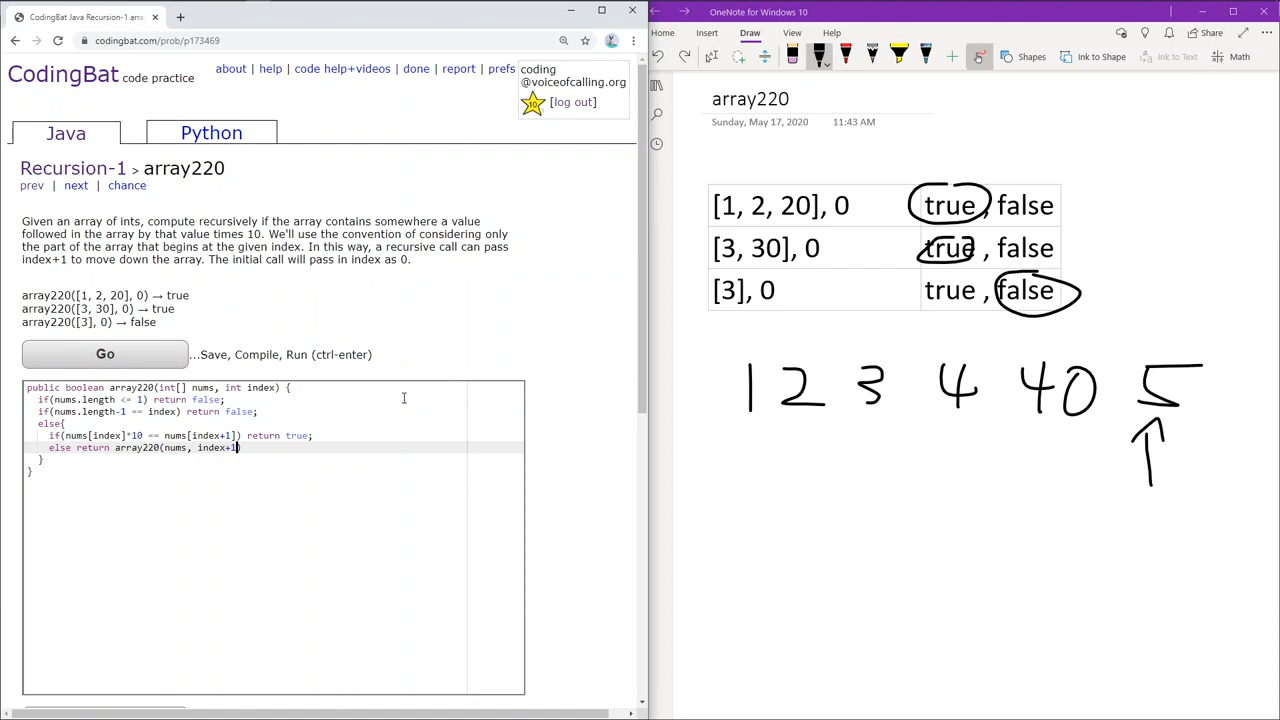 CodingBat Java Recursion-1 arra
codingbat.com/prob/p173469
CodingBat code practice
about | help | code help+videos | done | report | prefs
coding
@voiceofcalling.org
10 [log out]
Java
Python
Recursion-1 > array220
prev | next | chance
Given an array of ints, compute recursively if the array contains somewhere a value
followed in the array by that value times 10. We'll use the convention of considering only
the part of the array that begins at the given index. In this way, a recursive call can pass
index+1 to move down the array. The initial call will pass in index as 0.
array220([1, 2, 20], 0) → true
array220([3, 30], 0) → true
array220([3], 0) → false
Go
...Save, Compile, Run (ctrl-enter)
public boolean array220(int[] nums, int index) {
if(nums.length <= 1) return false;
if(nums.length-1 == index) return false;
else{
if(nums[index]*10 == nums[index+1]) return true;
else return array220(nums, index+1)
}
}
OneNote for Windows 10
Home
Insert
Draw
View
Help
Share
Shapes
Ink to Shape
Ink to Text
Math
array220
Sunday, May 17, 2020
11:43 AM
[1, 2, 20], 0 true , false
[3, 30], 0 true , false
[3], 0 true , false
1 2 3 4 40 5